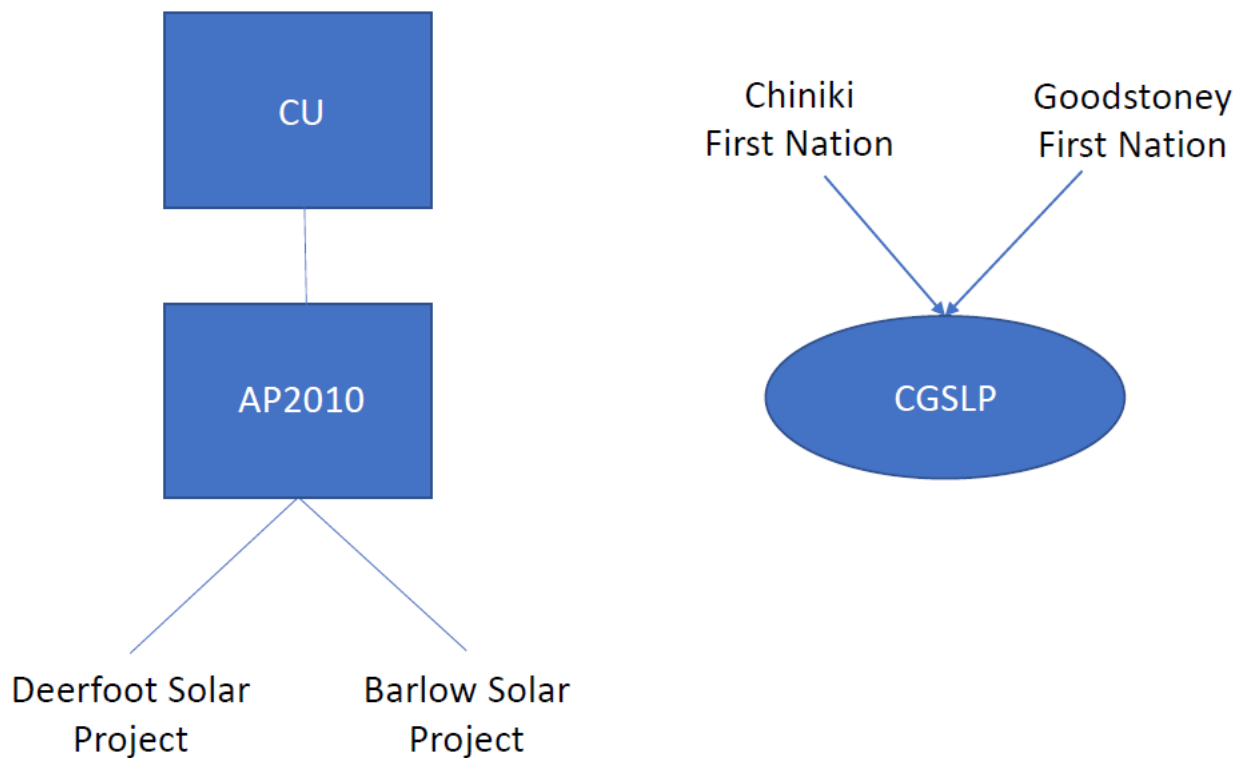 CU
AP2010
Deerfoot Solar
Project
Barlow Solar
Project
Chiniki
First Nation
Goodstoney
First Nation
CGSLP